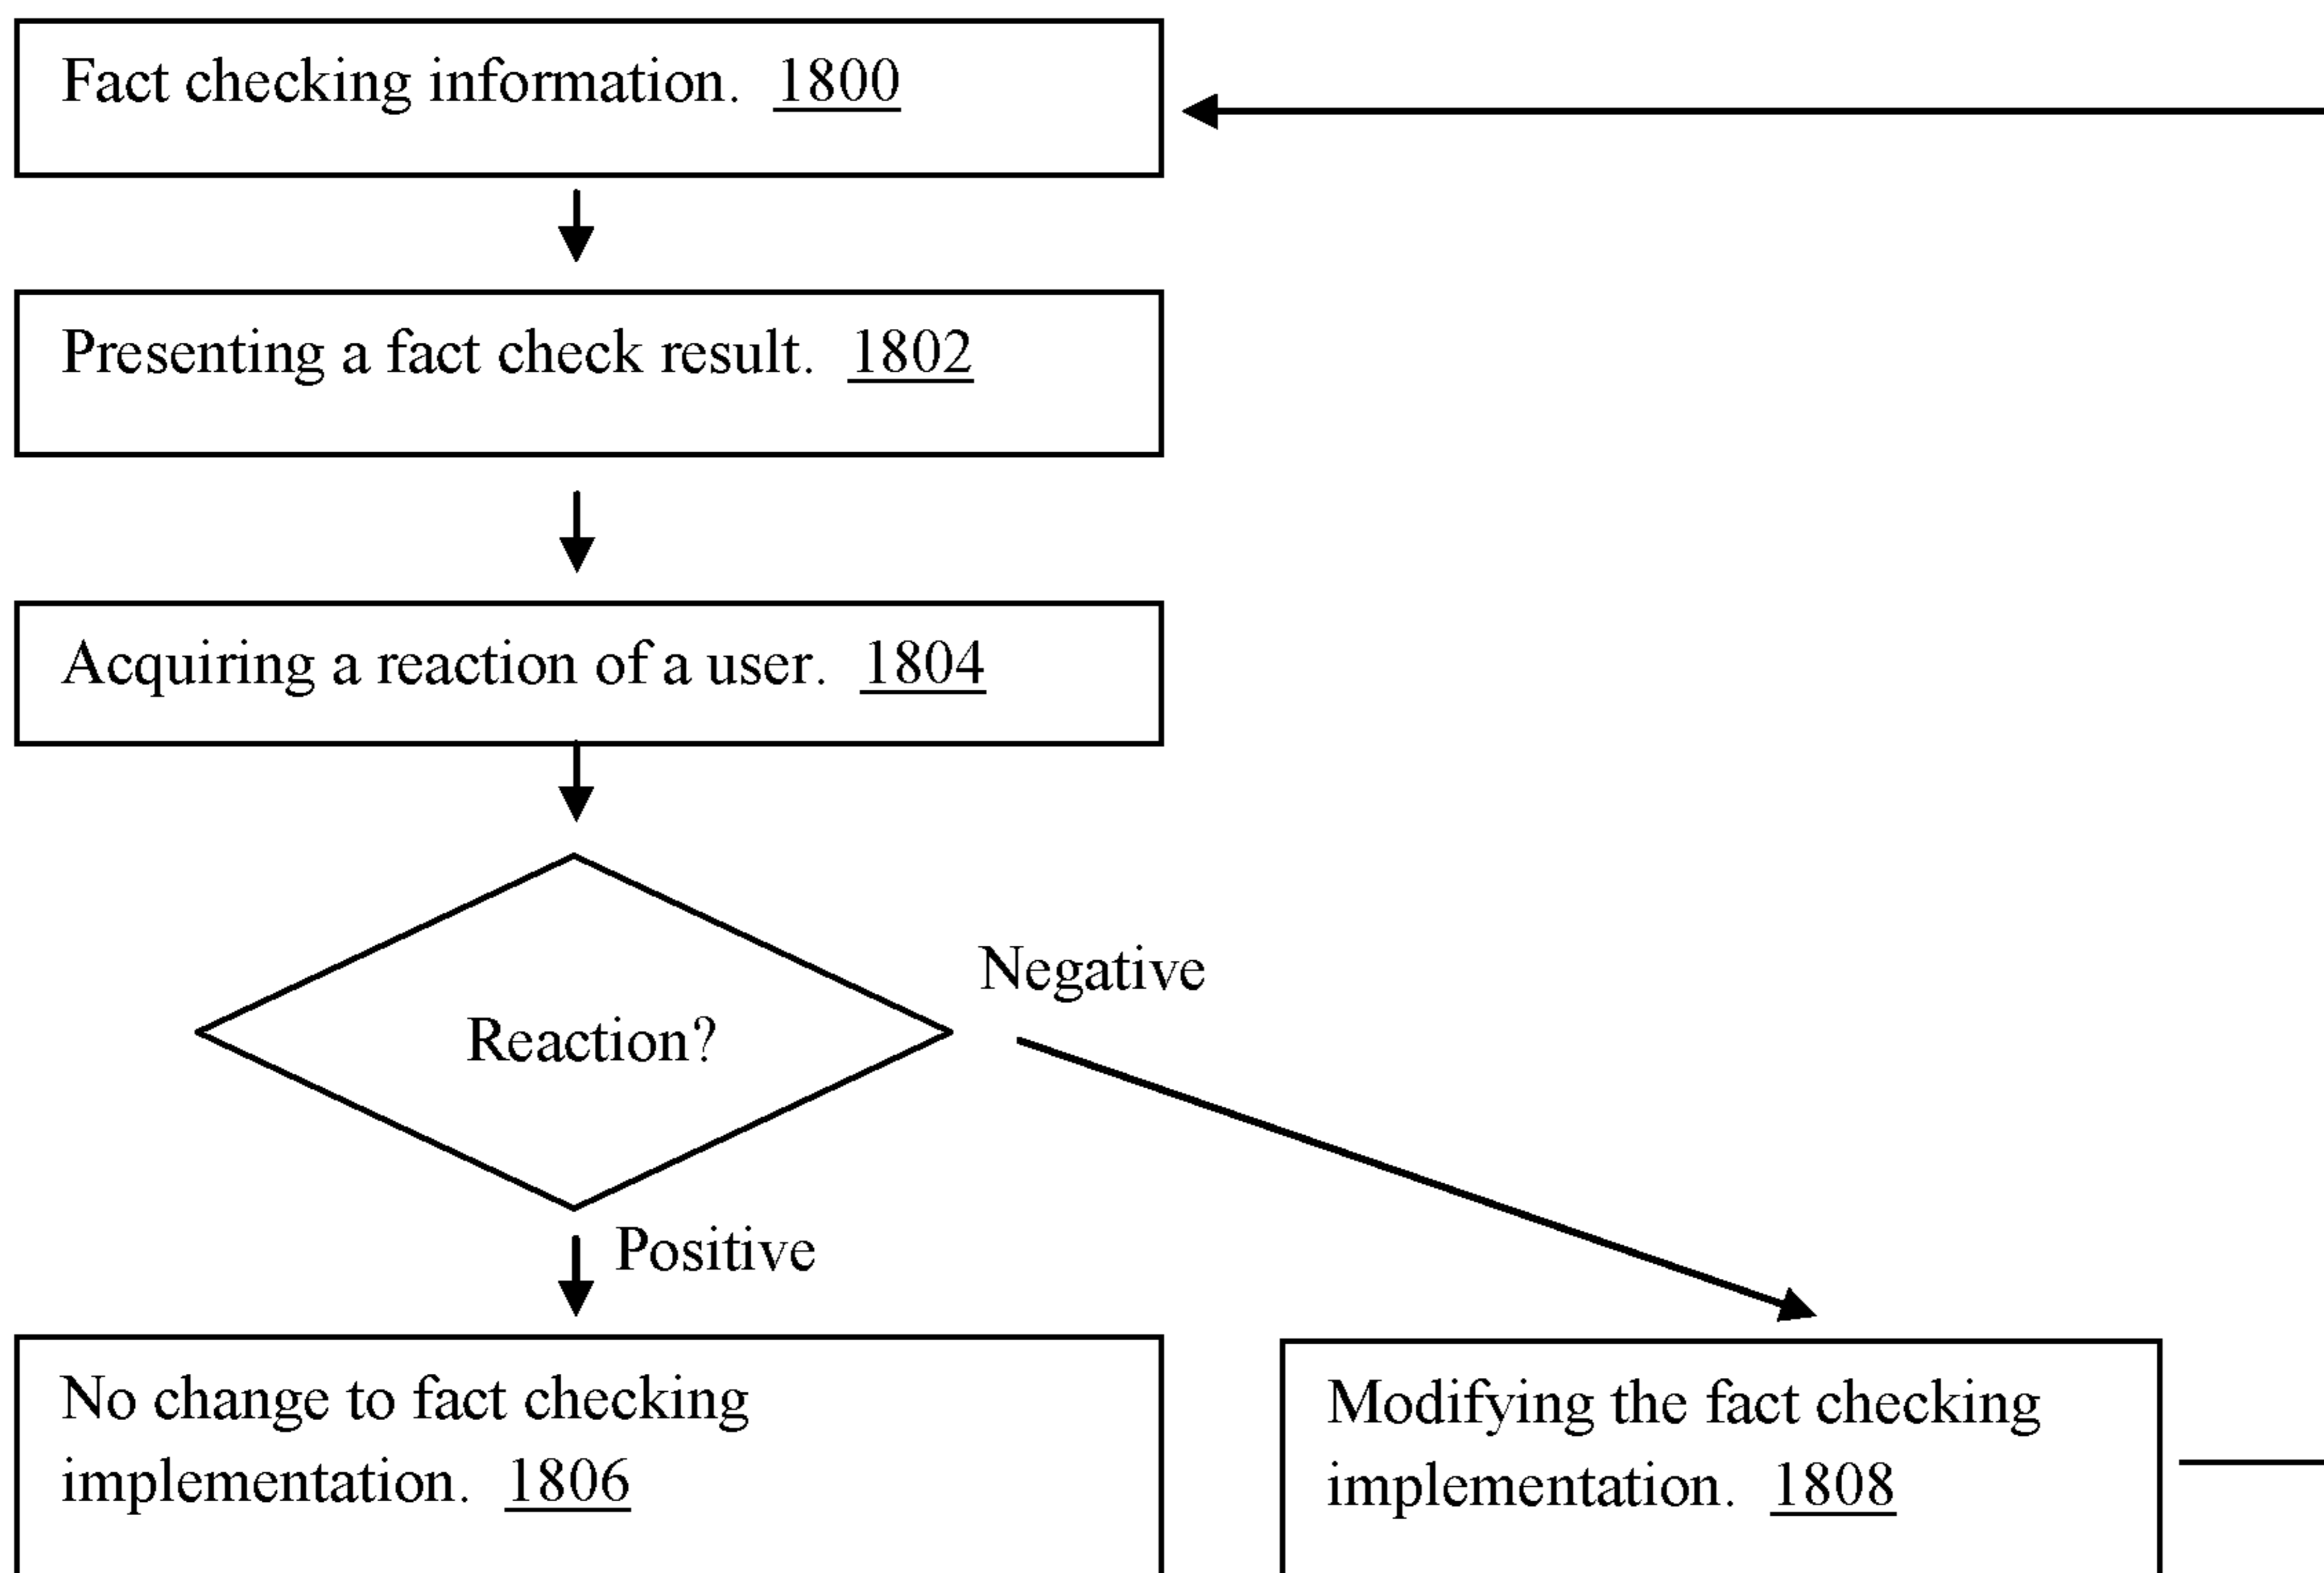 Fact checking information. 1800
Presenting a fact check result. 1802
Acquiring a reaction of a user. 1804
Negative
Reaction?
Positive
No change to fact checking
implementation. 1806
Modifying the fact checking
implementation. 1808